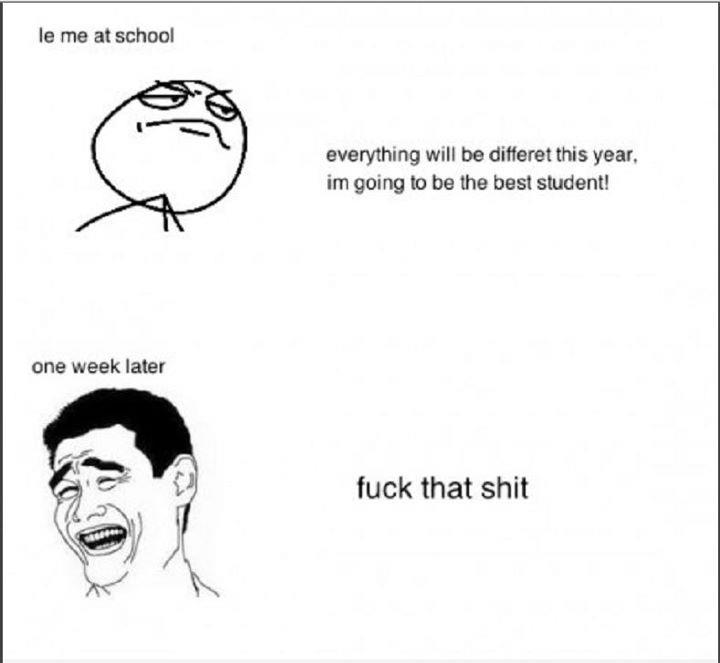 le me at school
everything will be differet this year,
im going to be the best student!
one week later
fuck that shit